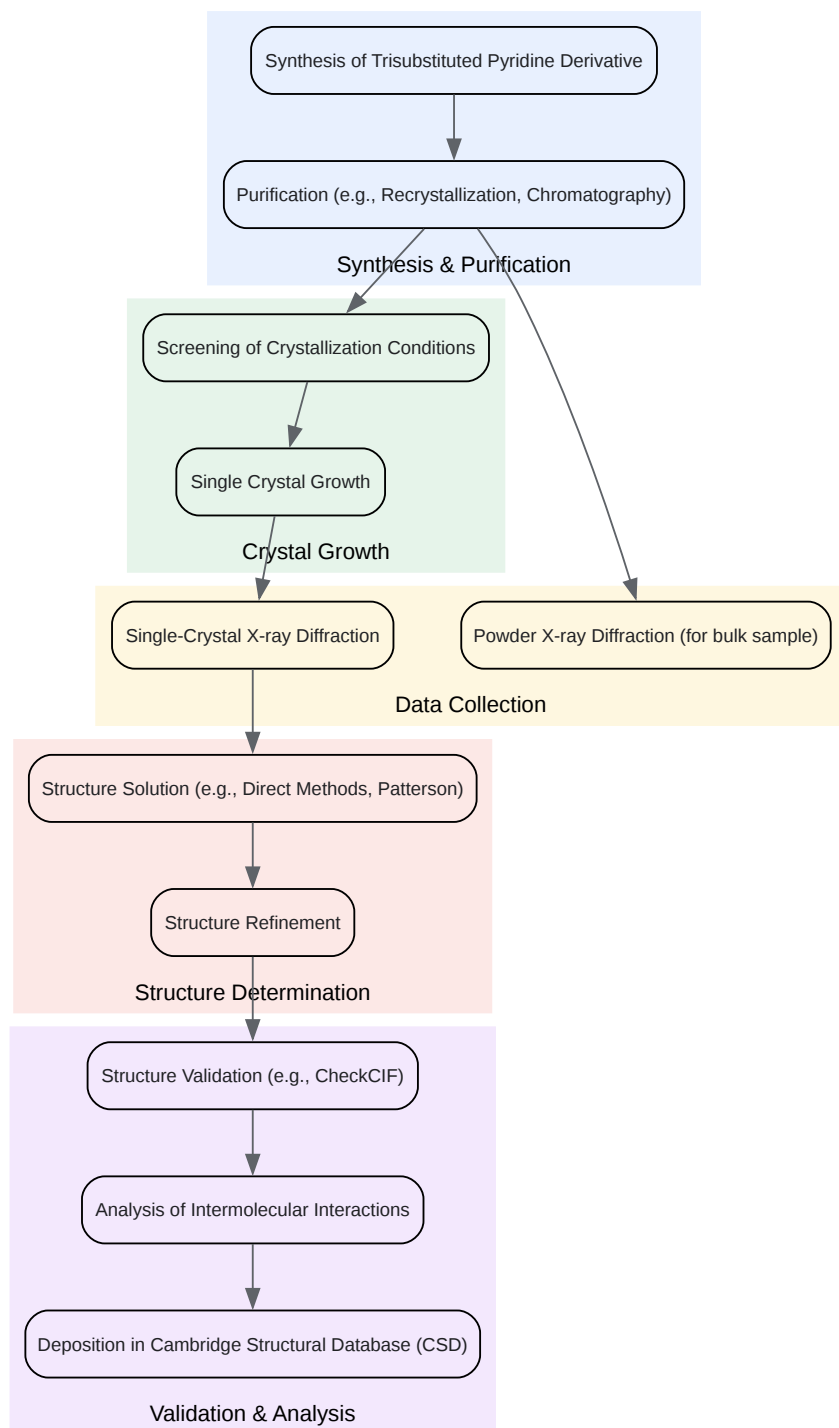 Synthesis of Trisubstituted Pyridine Derivative
Purification (e.g., Recrystallization, Chromatography)
Synthesis & Purification
Screening of Crystallization Conditions
Single Crystal Growth
Crystal Growth
Single-Crystal X-ray Diffraction
Powder X-ray Diffraction (for bulk sample)
Data Collection
Structure Solution (e.g., Direct Methods, Patterson)
Structure Refinement
Structure Determination
Structure Validation (e.g., CheckCIF)
Analysis of Intermolecular Interactions
Deposition in Cambridge Structural Database (CSD)
Validation & Analysis